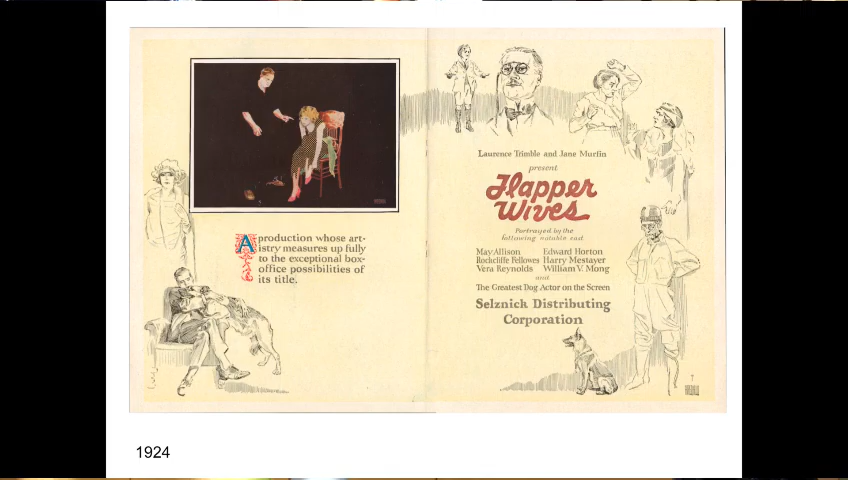 A production whose art-
istry measures up fully
to the exceptional box-
office possibilities of
its title.
Laurence Trimble and Jane Murfin
present
Flapper
Wives
Portrayed by the
following notable cast
May Allison Edward Horton
Rockcliffe Fellowes Harry Mestayer
Vera Reynolds William V. Mong
and
The Greatest Dog Actor on the Screen
Selznick Distributing
Corporation
7
1924